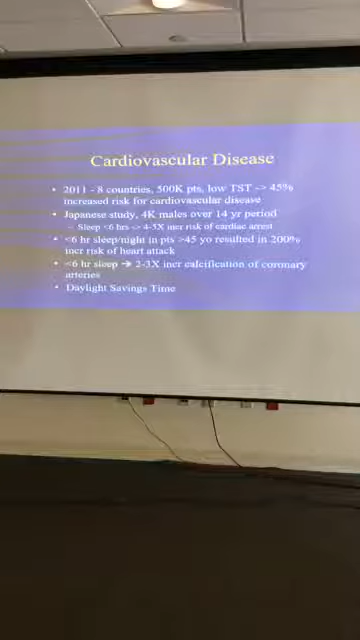 Cardiovascular Disease
• 2011 - 8 countries, 500K pts, low TST -> 45%
increased risk for cardiovascular disease
• Japanese study, 4K males over 14 yr period
– Sleep <6 hrs -> 4-5X incr risk of cardiac arrest
• <6 hr sleep/night in pts >45 yo resulted in 200%
incr risk of heart attack
• <6 hr sleep → 2-3X incr calcification of coronary
arteries
• Daylight Savings Time